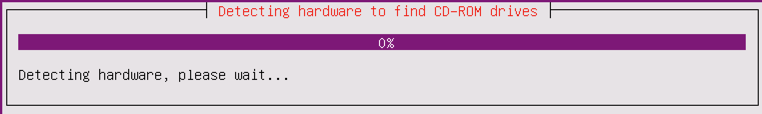 Detecting hardware to find CD-ROM drives
0%
Detecting hardware, please wait...